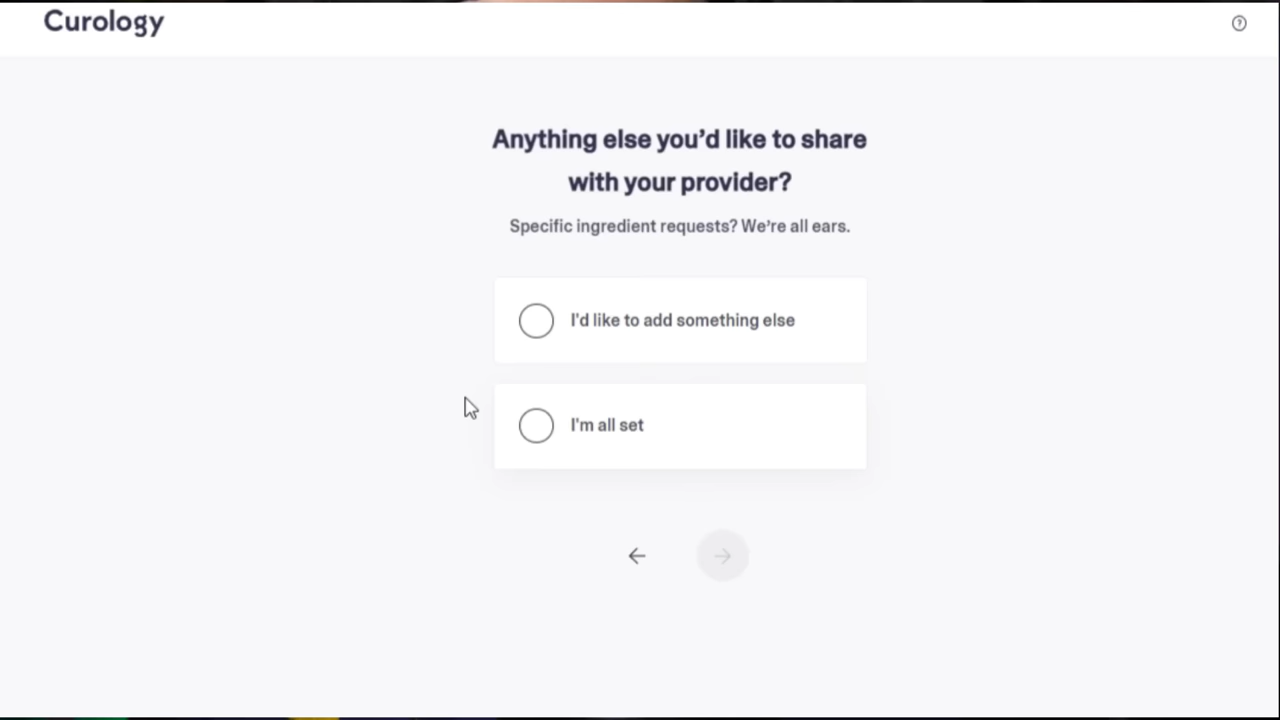 Curology
?
Anything else you’d like to share
with your provider?
Specific ingredient requests? We’re all ears.
I'd like to add something else
I'm all set